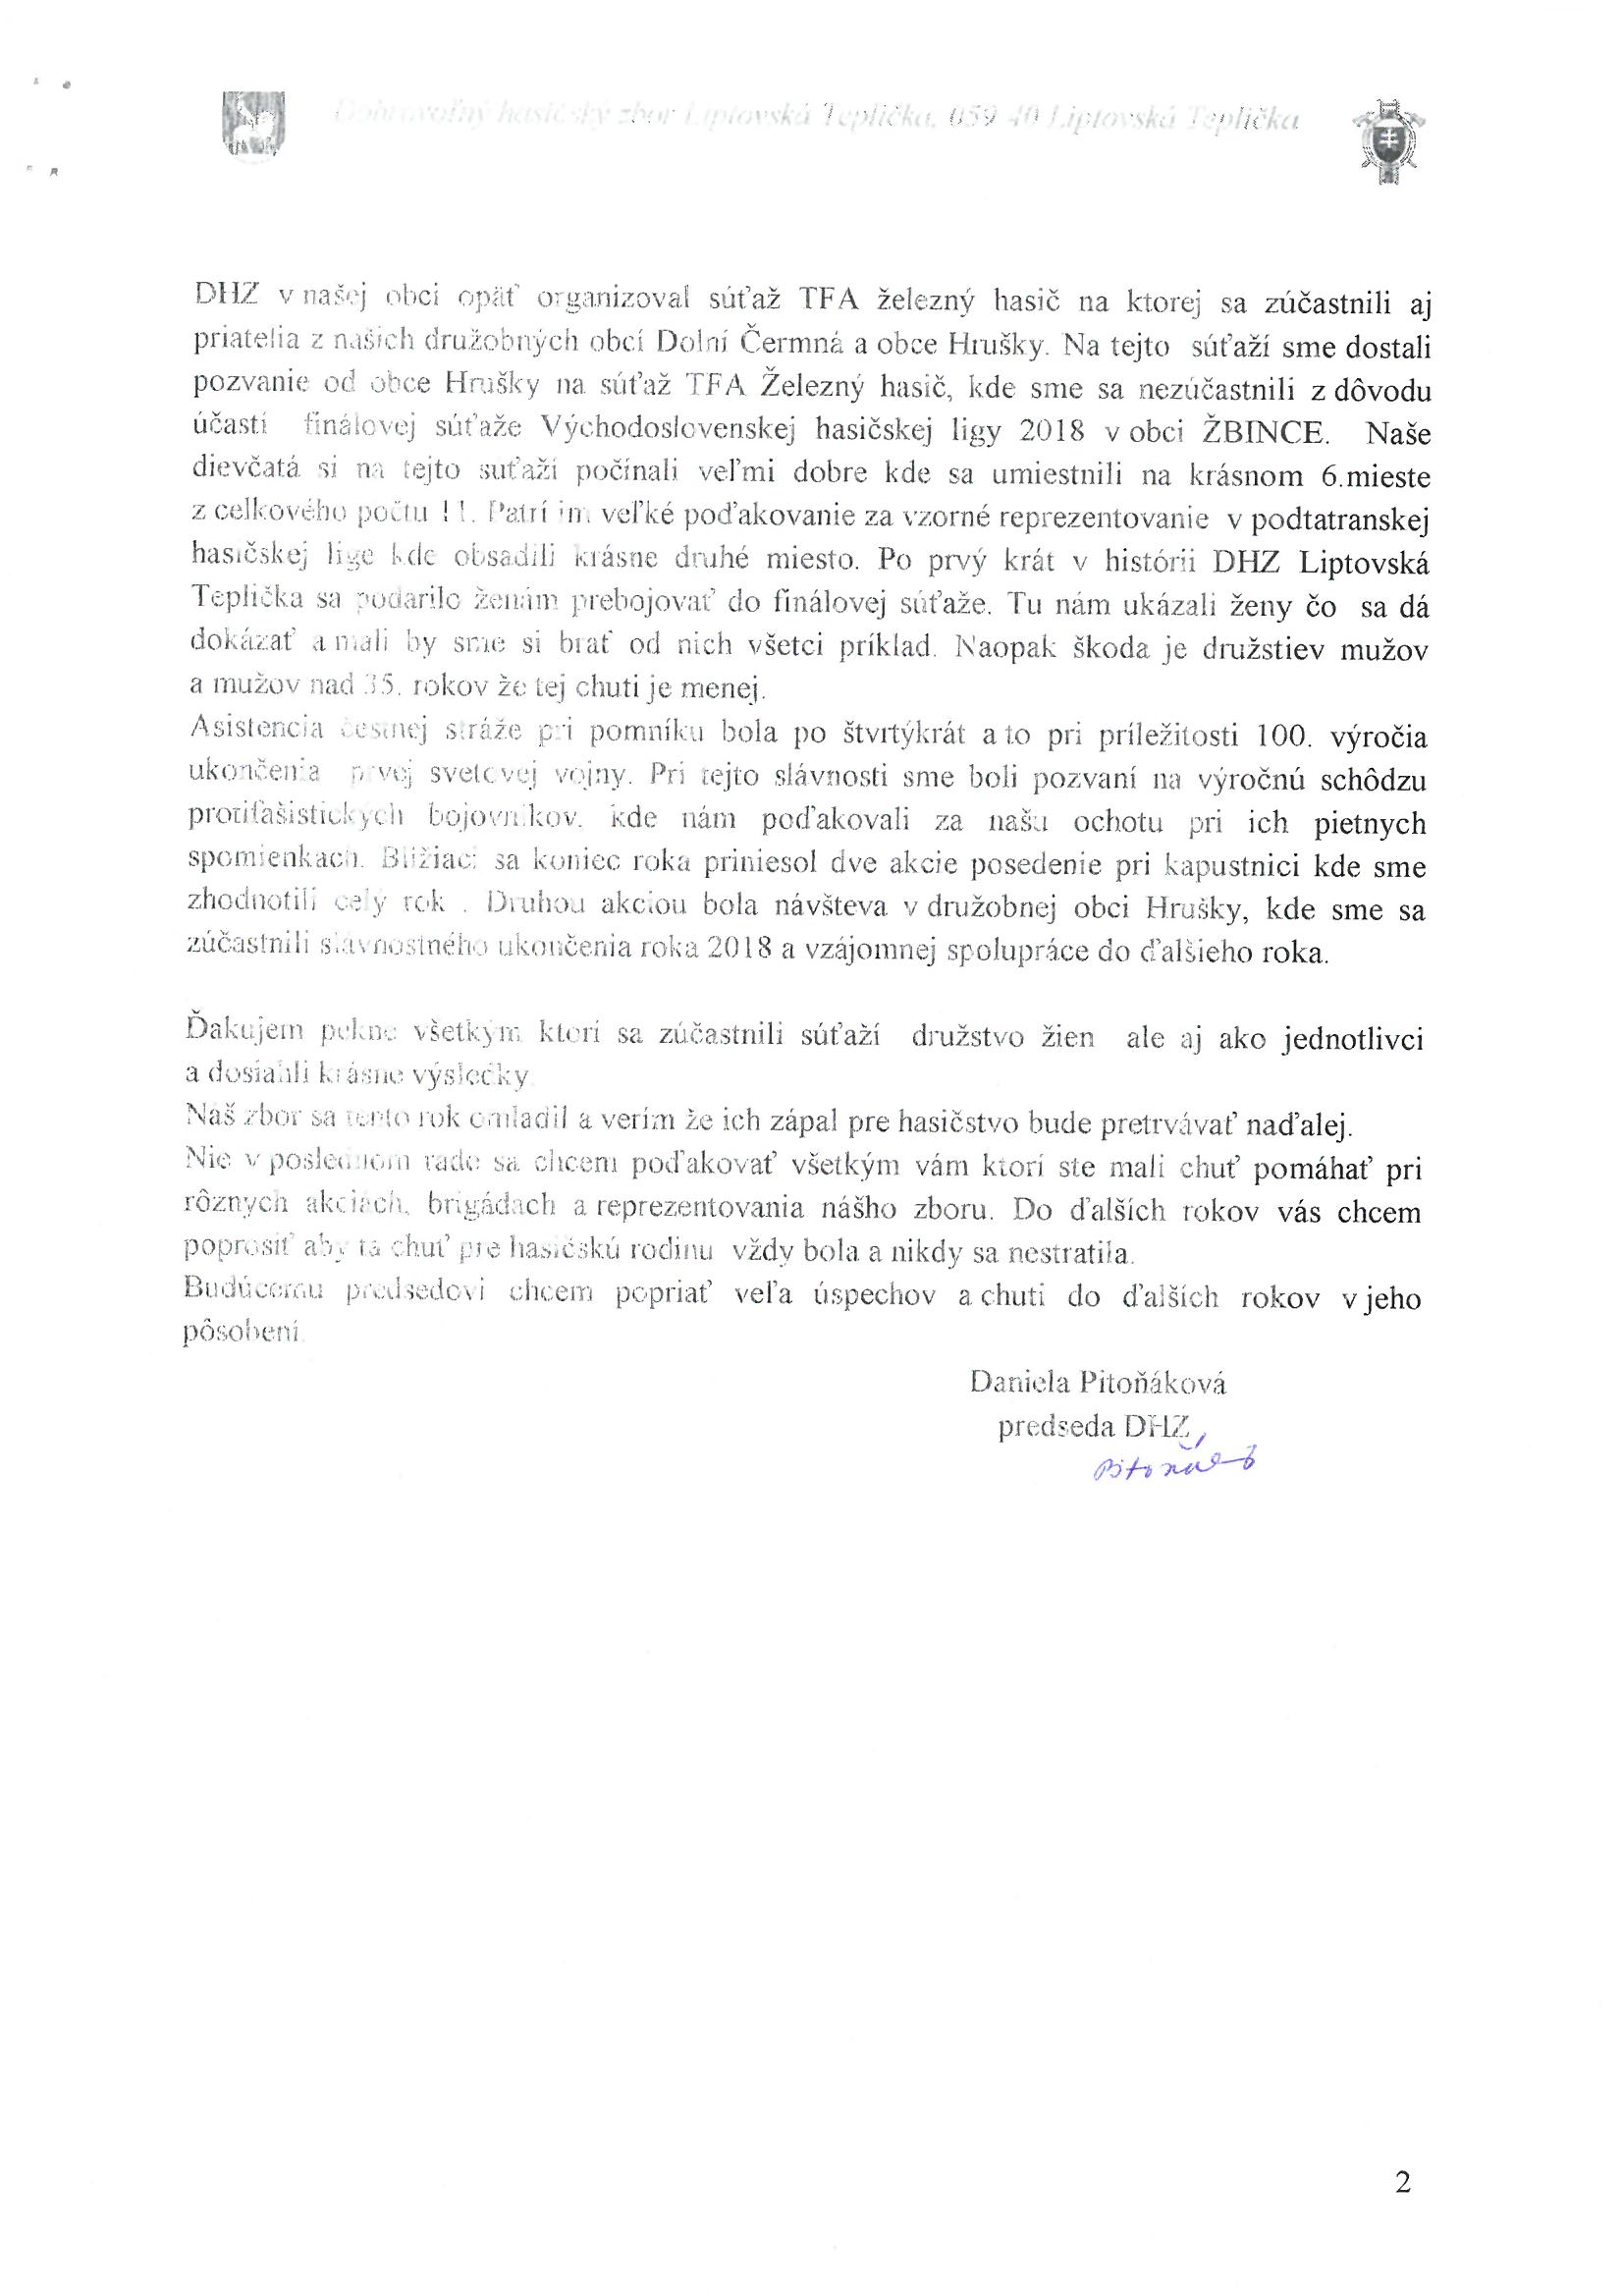 Dobrovoľný hasičský zbor Liptovská Teplička, 059 40 Liptovská Teplička
DHZ v našej obci opäť organizoval súťaž TFA železný hasič na ktorej sa zúčastnili aj
priatelia z našich družobných obcí Dolní Čermná a obce Hrušky. Na tejto súťaží sme dostali
pozvanie od obce Hrušky na súťaž TFA Železný hasič, kde sme sa nezúčastnili z dôvodu
účasti finálovej súťaže Východoslovenskej hasičskej ligy 2018 v obci ŽBINCE. Naše
dievčatá si na tejto suťaží počínali veľmi dobre kde sa umiestnili na krásnom 6.mieste
z celkového počtu 11. Patrí im veľké poďakovanie za vzorné reprezentovanie v podtatranskej
hasičskej lige kde obsadili krásne druhé miesto. Po prvý krát v histórii DHZ Liptovská
Teplička sa podarilo ženám prebojovať do finálovej súťaže. Tu nám ukázali ženy čo sa dá
dokázať a mali by sme si brať od nich všetci príklad. Naopak škoda je družstiev mužov
a mužov nad 35. rokov že tej chuti je menej.
Asistencia čestnej stráže pri pomníku bola po štvrtýkrát a to pri príležitosti 100. výročia
ukončenia prvej svetovej vojny. Pri tejto slávnosti sme boli pozvaní na výročnú schôdzu
protifašistických bojovníkov. kde nám poďakovali za našu ochotu pri ich pietnych
spomienkach. Blížiaci sa koniec roka priniesol dve akcie posedenie pri kapustnici kde sme
zhodnotili celý rok . Druhou akciou bola návšteva v družobnej obci Hrušky, kde sme sa
zúčastnili slávnostného ukončenia roka 2018 a vzájomnej spolupráce do ďalšieho roka.
Ďakujem pekne všetkým ktorí sa zúčastnili súťaží družstvo žien ale aj ako jednotlivci
a dosiahli krásne výsledky
Náš zbor sa tento rok omladil a verím že ich zápal pre hasičstvo bude pretrvávať naďalej.
Nie v poslednom rade sa chcem poďakovať všetkým vám ktorí ste mali chuť pomáhať pri
rôznych akciách, brigádach a reprezentovania nášho zboru. Do ďalších rokov vás chcem
poprosiť aby tá chuť pre hasičskú rodinu vždy bola a nikdy sa nestratila.
Budúcemu predsedovi chcem popriať veľa úspechov a chuti do ďalších rokov v jeho
pôsobení
Daniela Pitoňáková
predseda DHZ
2